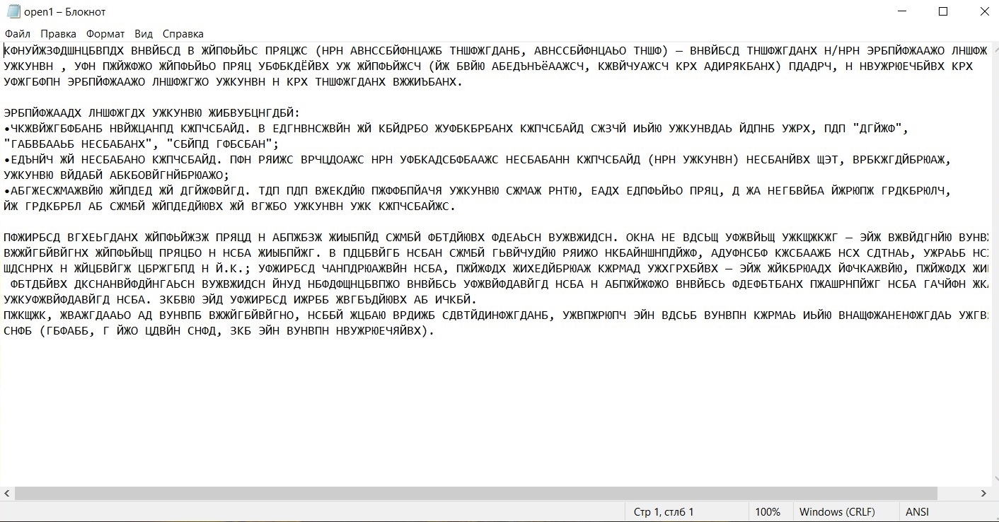 open1 – Блокнот
Файл Правка Формат Вид Справка
КФНУЙЖЗФДШНЦБВПДХ ВНВЙБСД В ЖЙПФЬЙЬС ПРЯЦЖС (НРН АВНССБЙФНЦАЖБ ТНШФЖГДАНБ, АВНССБЙФНЦАЬО ТНШФ) – ВНВЙБСД ТНШФЖГДАНХ Н/НРН ЭРБПЙФЖААЖО ЛНШФЖ
УЖКУНВН , УФН ПЖЙЖФЖО ЖЙПФЬЙЬО ПРЯЦ УБФБКДЁЙВХ УЖ ЖЙПФЬЙЖСЧ (ЙЖ БВЙЮ АБЕДЪНЪёААЖСЧ, КЖВЙЧУАЖСЧ КРХ АДИРЯКБАНХ) ПДАДРЧ, Н НВУЖРЮЕЧБЙВХ КРХ
УФЖГБФПН ЭРБПЙФЖААЖО ЛНШФЖГЖО УЖКУНВН Н КРХ ТНШФЖГДАНХ ВЖЖИЪБАНХ.
ЭРБПЙФЖААДХ ЛНШФЖГДХ УЖКУНВЮ ЖИБВУБЦНГДБЙ:
•ЧКЖВЙЖГБФБАНБ НВЙЖЦАНПД КЖПЧСБАЙД. В ЕДГНВНСЖВЙН ЖЙ КБЙДРБО ЖУФБКБРБАНХ КЖПЧСБАЙД СЖЗЧЙ ИЬЙЮ УЖКУНВДАЬ ЙДПНБ УЖРХ, ПДП "ДГЙЖФ",
"ГАБВБААЬБ НЕСБАБАНХ", "СБЙПД ГФБСБАН";
•ЕДЪНЙЧ ЖЙ НЕСБАБАНО КЖПЧСБАЙД. ПФН РЯИЖС ВРЧЦДОАЖС НРН УФБКАДСБФБААЖС НЕСБАБАНН КЖПЧСБАЙД (НРН УЖКУНВН) НЕСБАНЙВХ ЩЭТ, ВРБКЖГДЙБРЮАЖ,
УЖКУНВЮ ВЙДАБЙ АБКБОВЙГНЙБРЮАЖО;
•АБГЖЕСЖМАЖВЙЮ ЖЙПДЕД ЖЙ ДГЙЖФВЙГД. ТДП ПДП ВЖЕКДЙЮ ПЖФФБПЙАЧЯ УЖКУНВЮ СЖМАЖ РНТЮ, ЕАДХ ЕДПФЬЙЬО ПРЯЦ, Д ЖА НЕГБВЙБА ЙЖРЮПЖ ГРДКБРЮЛЧ,
ЙЖ ГРДКБРБЛ АБ СЖМБЙ ЖЙПДЕДЙЮВХ ЖЙ ВГЖБО УЖКУНВН УЖК КЖПЧСБАЙЖС.
ПФЖИРБСД ВГХЕЬГДАНХ ЖЙПФЬЙЖЗЖ ПРЯЦД Н АБПЖБЗЖ ЖИЫБПЙД СЖМБЙ ФБТДЙЮВХ ФДЕАЬСН ВУЖВЖИДСН. ОКНА НЕ ВДСЬЩ УФЖВЙЬЩ УЖКЩЖКЖГ – ЭЙЖ ВЖВЙДГНЙЮ ВУНВ
ВЖЖЙГБЙВЙГНХ ЖЙПФЬЙЬЩ ПРЯЦБО Н НСБА ЖИЫБПЙЖГ. В ПДЦБВЙГБ НСБАН СЖМБЙ ГЬВЙЧУДЙЮ РЯИЖО НКБАЙНШНПДЙЖФ, АДУФНСБФ КЖСБААЖБ НСХ СДТНАЬ, УЖРАЬБ НС
ШДСНРНХ Н ЖЙЦБВЙГЖ ЦБРЖГБПД Н Й.К.; УФЖИРБСД ЧАНПДРЮАЖВЙН НСБА, ПЖЙЖФДХ ЖИХЕДЙБРЮАЖ КЖРМАД УЖХГРХБЙВХ – ЭЙЖ ЖЙКБРЮАДХ ЙФЧКАЖВЙЮ, ПЖЙЖФДХ ЖИ
ФБТДБЙВХ ДКСНАНВЙФДЙНГАЬСН ВУЖВЖИДСН ЙНУД НБФДФЩНЦБВПЖО ВНВЙБСЬ УФЖВЙФДАВЙГД НСБА Н АБПЖЙЖФЖО ВНВЙБСЬ ФДЕФБТБАНХ ПЖАШРНПЙЖГ НСБА ГАЧЙФН ЖК
УЖКУФЖВЙФДАВЙГД НСБА. ЗКБВЮ ЭЙД УФЖИРБСД ИЖРББ ЖВГБЪДЙЮВХ АБ ИЧКБЙ.
ПЖКЩЖК, ЖВАЖГДААЬО АД ВУНВПБ ВЖЖЙГБЙВЙГНО, НСББЙ ЖЦБАЮ ВРДИЖБ СДВТЙДИНФЖГДАНБ, УЖВПЖРЮПЧ ЭЙН ВДСЬБ ВУНВПН КЖРМАЬ ИЬЙЮ ВНАЩФЖАНЕНФЖГДАЬ УЖГВ
СНФБ (ГБФАББ, Г ЙЖО ЦДВЙН СНФД, ЗКБ ЭЙН ВУНВПН НВУЖРЮЕЧЯЙВХ).
Стр 1, стлб 1 100% Windows (CRLF) ANSI